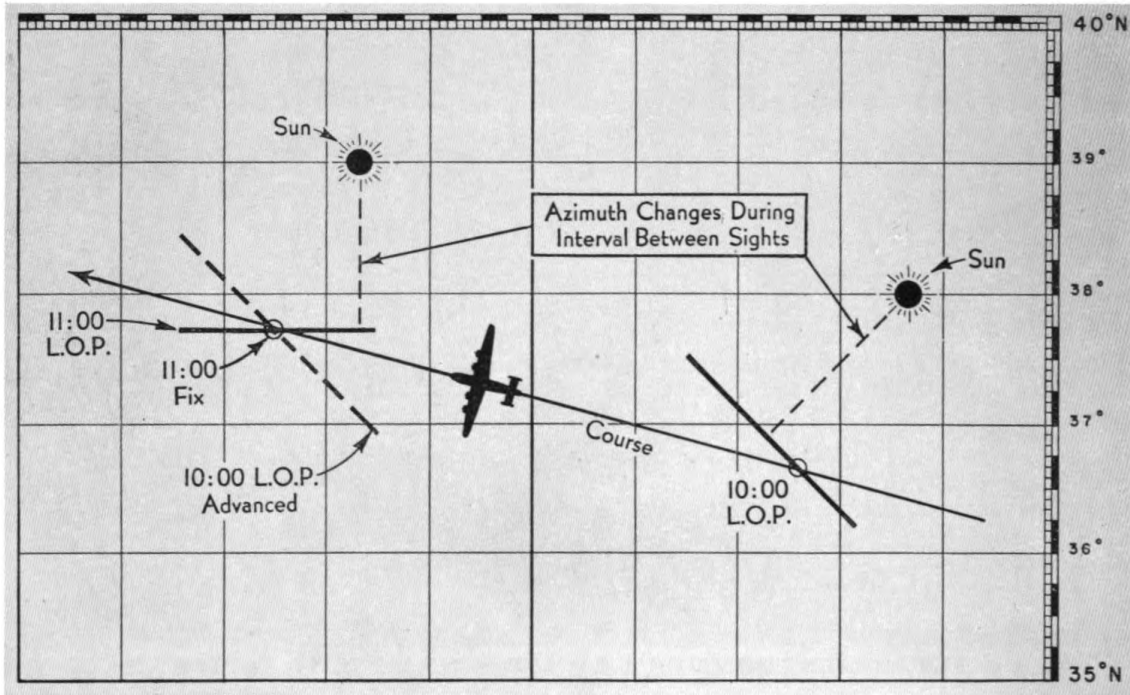 40°N
Sun
39°
Azimuth Changes During
Interval Between Sights
Sun
38°
11:00
L.O.P.
11:00
Fix
37°
Course
10:00 L.O.P.
Advanced
10:00
L.O.P.
36°
35°N